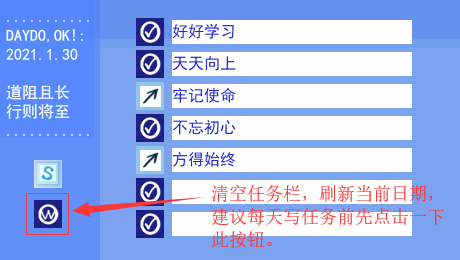 DAYDO,OK!:
2021.1.30
道阻且长
行则将至
好好学习
天天向上
牢记使命
不忘初心
方得始终
S
W
清空任务栏，刷新当前日期，
建议每天写任务前先点击一下
此按钮。